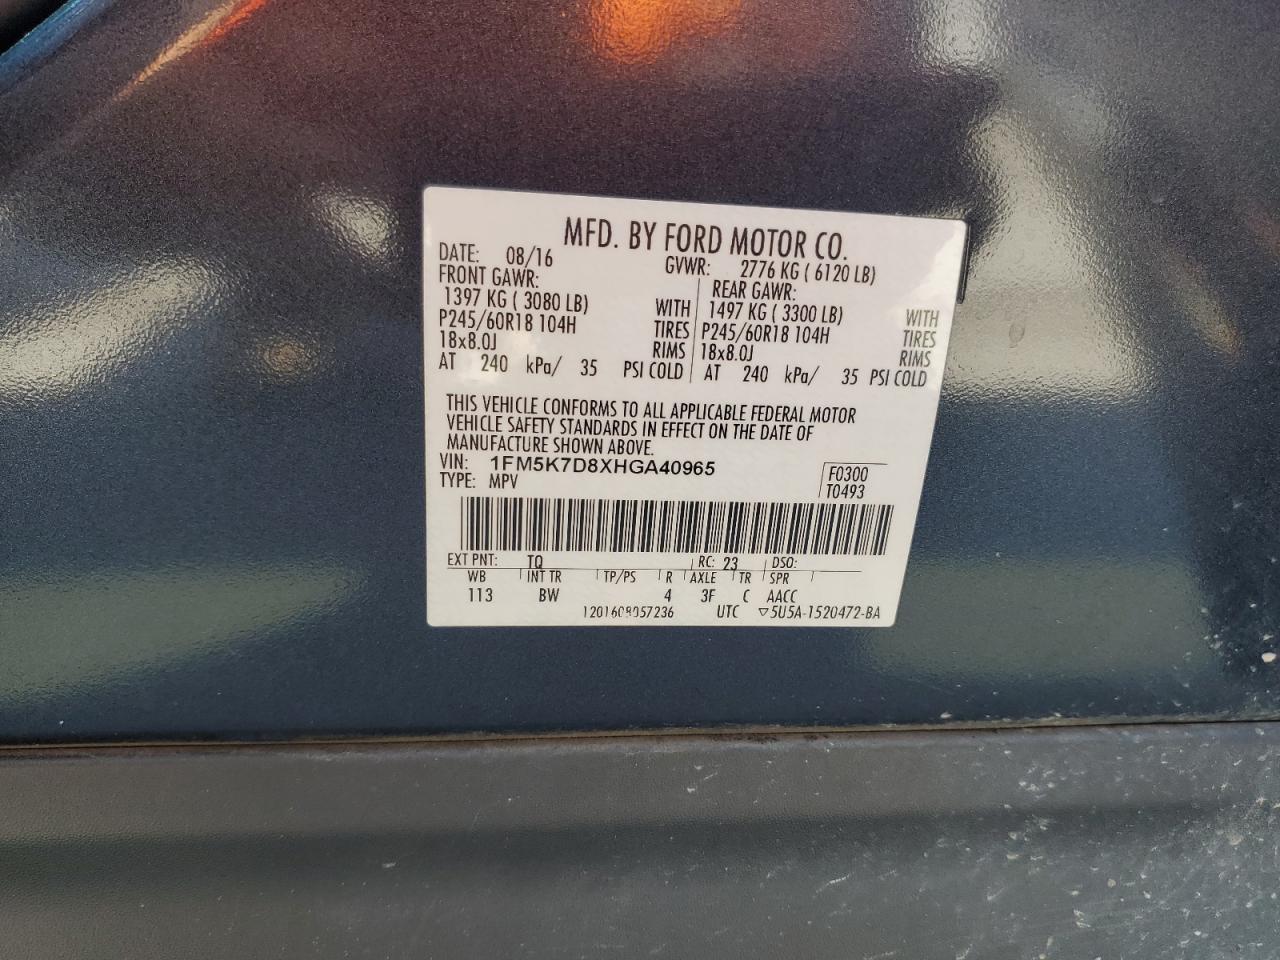 MFD. BY FORD MOTOR CO.
DATE: 08/16 GVWR: 2776 KG ( 6120 LB)
FRONT GAWR: REAR GAWR:
1397 KG ( 3080 LB) WITH 1497 KG ( 3300 LB) WITH
P245/60R18 104H TIRES P245/60R18 104H TIRES
18x8.0J RIMS 18x8.0J RIMS
AT 240 kPa/ 35 PSI COLD AT 240 kPa/ 35 PSI COLD
THIS VEHICLE CONFORMS TO ALL APPLICABLE FEDERAL MOTOR
VEHICLE SAFETY STANDARDS IN EFFECT ON THE DATE OF
MANUFACTURE SHOWN ABOVE.
VIN: 1FM5K7D8XHGA40965 F0300
TYPE: MPV T0493
EXT PNT: TQ RC: 23 DSO:
WB INT TR TP/PS R AXLE TR SPR
113 BW 4 3F C AACC
1201608057236 UTC ▽5U5A-1520472-BA